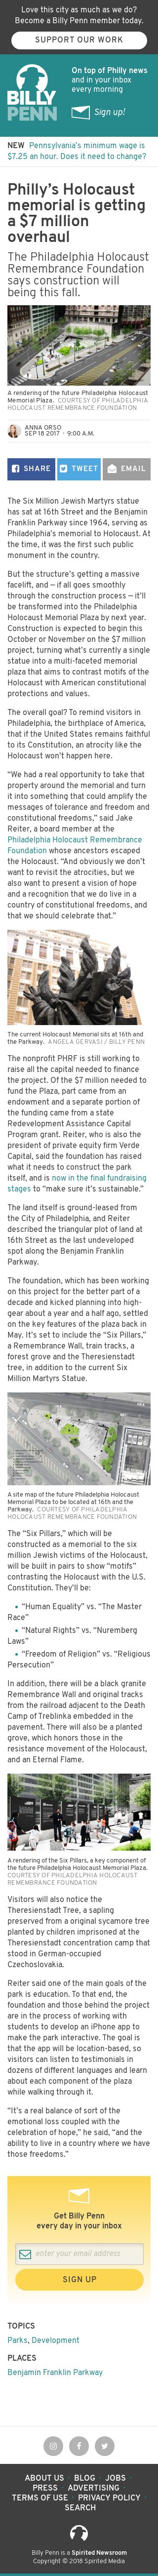 Love this city as much as we do?
Become a Billy Penn member today.
SUPPORT OUR WORK
BILLY
PENN
On top of Philly news
and in your inbox
every morning
Sign up!
NEW Pennsylvania's minimum wage is
$7.25 an hour. Does it need to change?
Philly's Holocaust
memorial is getting
a $7 million
overhaul
The Philadelphia Holocaust
Remembrance Foundation
says construction will
being this fall.
A rendering of the future Philadelphia Holocaust
Memorial Plaza. COURTESY OF PHILADELPHIA
HOLOCAUST REMEMBRANCE FOUNDATION
ANNA ORSO
SEP 18 2017 · 9:00 A.M.
SHARE
TWEET
EMAIL
The Six Million Jewish Martyrs statue
has sat at 16th Street and the Benjamin
Franklin Parkway since 1964, serving as
Philadelphia's memorial to Holocaust. At
the time, it was the first such public
monument in the country.
But the structure's getting a massive
facelift, and — if all goes smoothly
through the construction process — it'll
be transformed into the Philadelphia
Holocaust Memorial Plaza by next year.
Construction is expected to begin in
October or November on the $7 million
project, turning what's currently a single
statue into a multi-faceted memorial
plaza that aims to contrast motifs of the
Holocaust with American constitutional
protections and values.
The overall goal? To remind visitors in
Philadelphia, the birthplace of America,
that if the United States remains faithful
to its Constitution, an atrocity like the
Holocaust won't happen here.
"We had a real opportunity to take that
property around the memorial and turn
it into something that could amplify the
messages of tolerance and freedom and
constitutional freedoms," said Jake
Reiter, a board member at the
Philadelphia Holocaust Remembrance
Foundation whose ancestors escaped
the Holocaust. "And obviously we don't
want to revisit the atrocities, but we
also want to present a vision of hope
and a recognition that we do live in a
country of constitutional freedoms, and
that we should cherish that."
The current Holocaust Memorial sits at 16th and
the Parkway. ANGELA GERVASI / BILLY PENN
The nonprofit PHRF is still working to
raise all the capital needed to finance
the project. Of the $7 million needed to
fund the Plaza, part came from anchor
donors, and a separate portion of
the funding came from a state
Redevelopment Assistance Capital
Program grant. Reiter, who is also the
president of private equity firm Verde
Capital, said the foundation has raised
what it needs to construct the park
itself, and is now in the final fundraising
stages to "make sure it's sustainable."
The land itself is ground-leased from
the City of Philadelphia, and Reiter
described the triangular plot of land on
16th Street as the last undeveloped
spot along the Benjamin Franklin
Parkway.
The foundation, which has been working
on this project for the better part of a
decade and kicked planning into high-
gear about a half a year ago, settled
on the key features of the plaza back in
May. It's set to include the "Six Pillars,"
a Remembrance Wall, train tracks, a
forest grove and the Theresienstadt
tree, in addition to the current Six
Million Martyrs Statue.
A site map of the future Philadelphia Holocaust
Memorial Plaza to be located at 16th and the
Parkway. COURTESY OF PHILADELPHIA
HOLOCAUST REMEMBRANCE FOUNDATION
The "Six Pillars," which will be
constructed as a memorial to the six
million Jewish victims of the Holocaust,
will be built in pairs to show "motifs"
contrasting the Holocaust with the U.S.
Constitution. They'll be:
• "Human Equality" vs. "The Master
Race"
• "Natural Rights" vs. "Nuremberg
Laws"
• "Freedom of Religion" vs. "Religious
Persecution"
In addition, there will be a black granite
Remembrance Wall and original tracks
from the railroad adjacent to the Death
Camp of Treblinka embedded in the
pavement. There will also be a planted
grove, which honors those in the
resistance movement of the Holocaust,
and an Eternal Flame.
A rendering of the Six Pillars, a key component of
the future Philadelphia Holocaust Memorial Plaza.
COURTESY OF PHILADELPHIA HOLOCAUST
REMEMBRANCE FOUNDATION
Visitors will also notice the
Theresienstadt Tree, a sapling
preserved from a original sycamore tree
planted by children imprisoned at the
Theresienstadt concentration camp that
stood in German-occupied
Czechoslovakia.
Reiter said one of the main goals of the
park is education. To that end, the
foundation and board members behind
the project are in the process of
working with students and scholars to
develop an iPhone app to make the
park more interactive. The goal is
that the app will be location-based, so
visitors can listen to testimonials in
dozens of different languages and learn
about each component of the plaza
while walking through it.
"It's a real balance of sort of the
emotional loss coupled with the
celebration of hope," he said, "and the
ability to live in a country where we have
those freedoms."
Get Billy Penn
every day in your inbox
enter your email address
SIGN UP
TOPICS
Parks, Development
PLACES
Benjamin Franklin Parkway
ABOUT US · BLOG · JOBS ·
PRESS · ADVERTISING ·
TERMS OF USE · PRIVACY POLICY ·
SEARCH
Billy Penn is a Spirited Newsroom
Copyright © 2018 Spirited Media